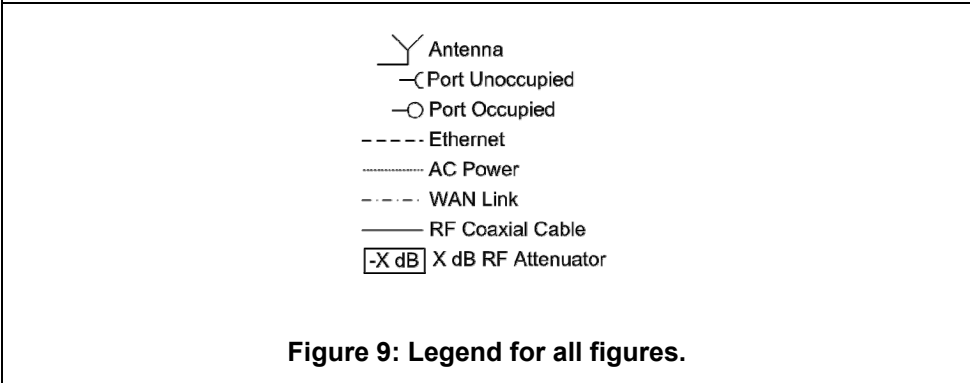 Antenna
Port Unoccupied
Port Occupied
Ethernet
AC Power
WAN Link
RF Coaxial Cable
-X dB X dB RF Attenuator
Figure 9: Legend for all figures.